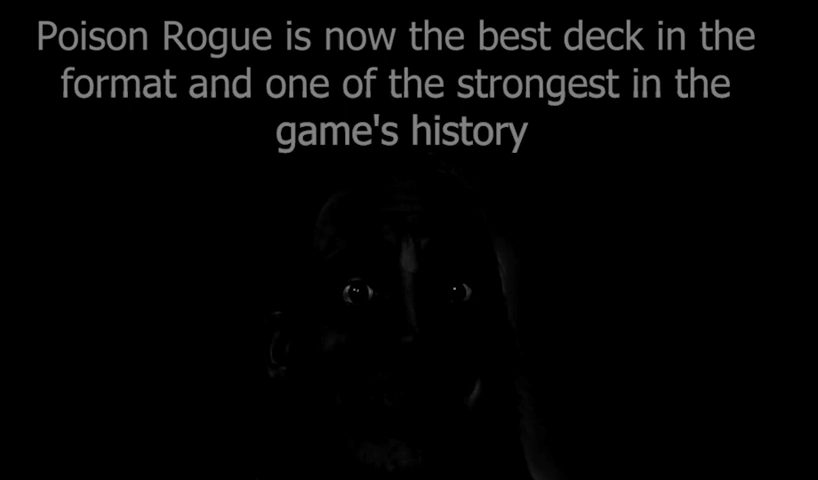 Poison Rogue is now the best deck in the
format and one of the strongest in the
game's history